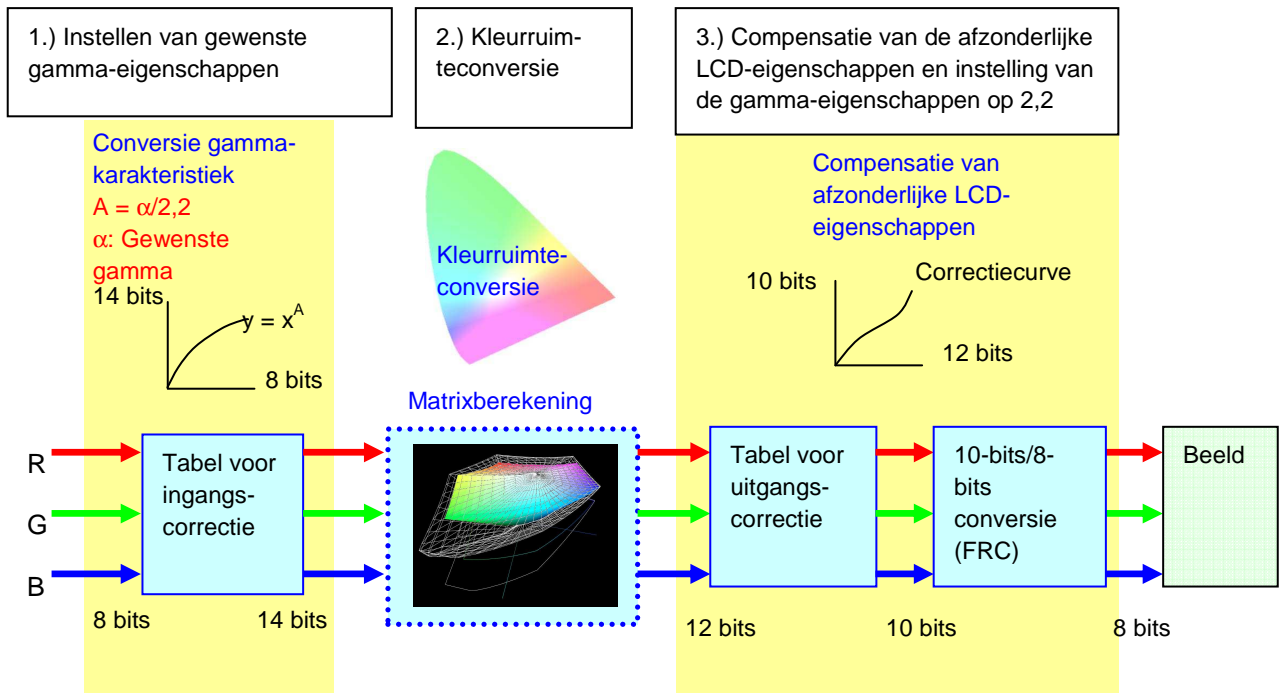 1.) Instellen van gewenste
gamma-eigenschappen
2.) Kleurruim-
teconversie
3.) Compensatie van de afzonderlijke
LCD-eigenschappen en instelling van
de gamma-eigenschappen op 2,2
Conversie gamma-
karakteristiek
A = α/2,2
α: Gewenste
gamma
14 bits
y = x^A
8 bits
Kleurruimte-
conversie
Compensatie van
afzonderlijke LCD-
eigenschappen
10 bits
Correctiecurve
12 bits
Matrixberekening
R
G
B
Tabel voor
ingangs-
correctie
Tabel voor
uitgangs-
correctie
10-bits/8-
bits
conversie
(FRC)
Beeld
8 bits
14 bits
12 bits
10 bits
8 bits